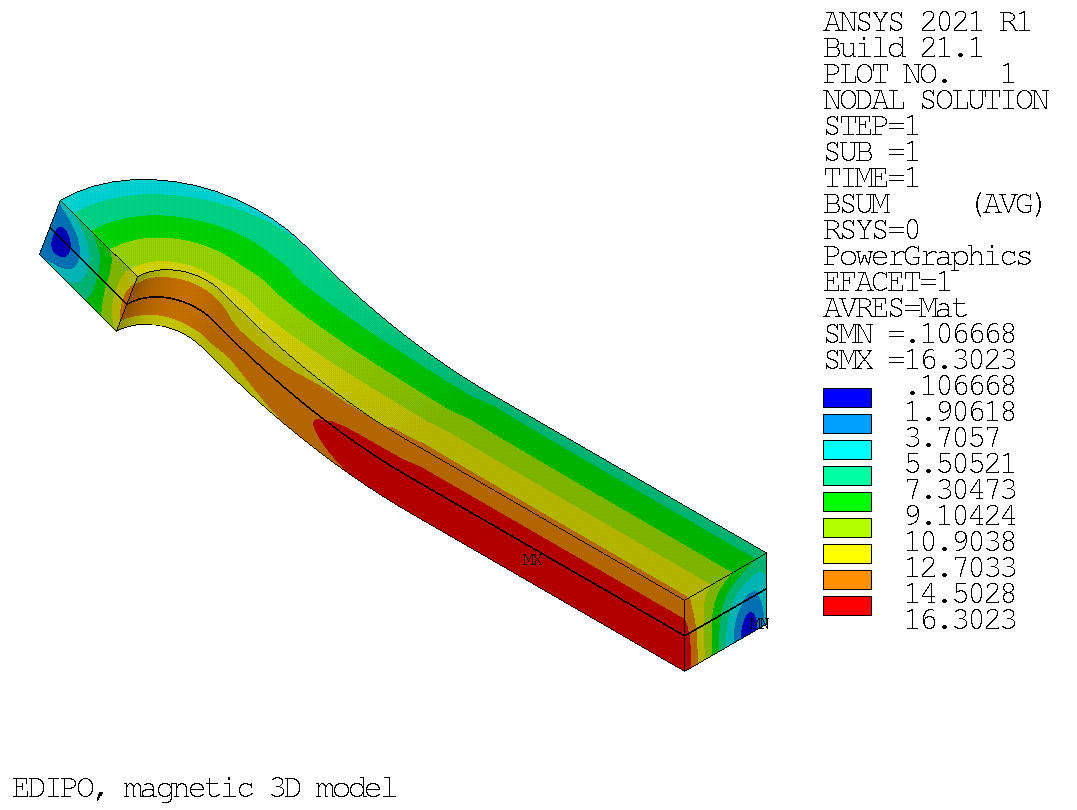 ANSYS 2021 R1
Build 21.1
PLOT NO.   1
NODAL SOLUTION
STEP=1
SUB =1
TIME=1
BSUM     (AVG)
RSYS=0
PowerGraphics
EFACET=1
AVRES=Mat
SMN =.106668
SMX =16.3023
.106668
1.90618
3.7057
5.50521
7.30473
9.10424
10.9038
12.7033
14.5028
16.3023
MX
MN
EDIPO, magnetic 3D model